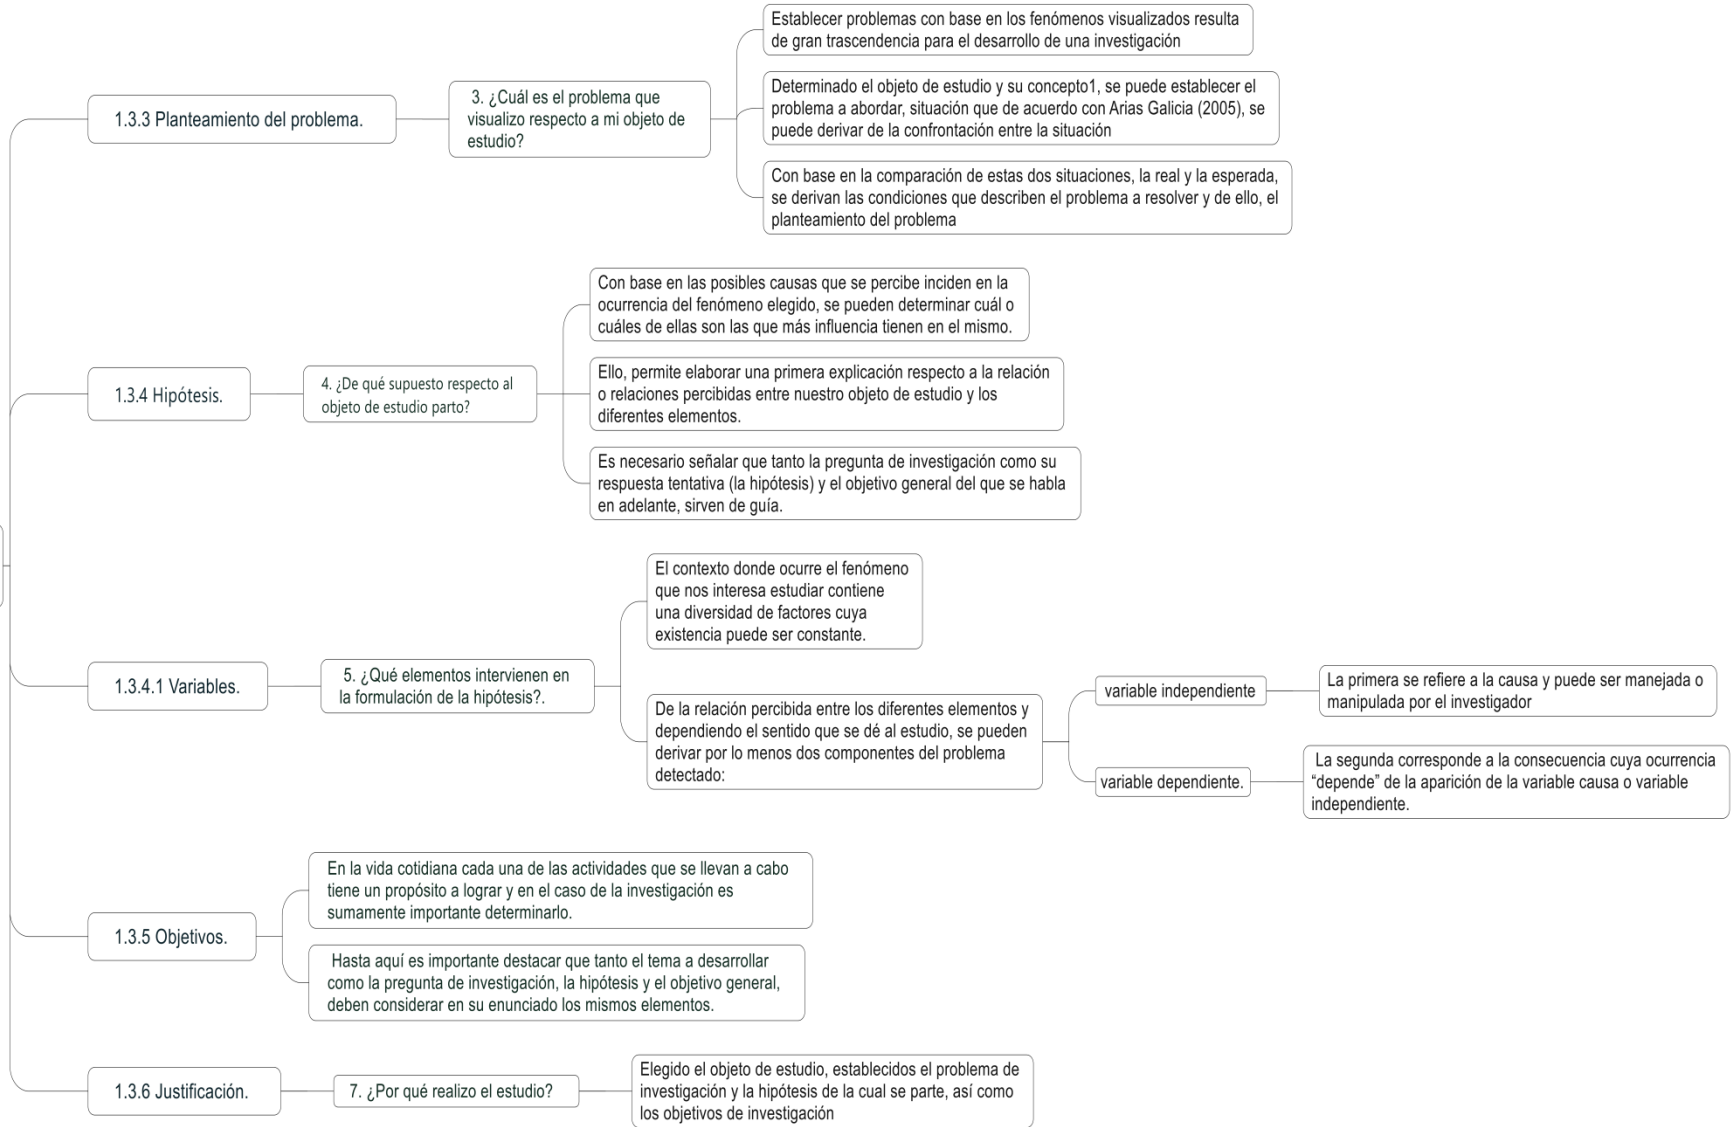 1.3.3 Planteamiento del problema.
3. ¿Cuál es el problema que
visualizo respecto a mi objeto de
estudio?
Establecer problemas con base en los fenómenos visualizados resulta
de gran trascendencia para el desarrollo de una investigación
Determinado el objeto de estudio y su concepto1, se puede establecer el
problema a abordar, situación que de acuerdo con Arias Galicia (2005), se
puede derivar de la confrontación entre la situación
Con base en la comparación de estas dos situaciones, la real y la esperada,
se derivan las condiciones que describen el problema a resolver y de ello, el
planteamiento del problema
1.3.4 Hipótesis.
4. ¿De qué supuesto respecto al
objeto de estudio parto?
Con base en las posibles causas que se percibe inciden en la
ocurrencia del fenómeno elegido, se pueden determinar cuál o
cuáles de ellas son las que más influencia tienen en el mismo.
Ello, permite elaborar una primera explicación respecto a la relación
o relaciones percibidas entre nuestro objeto de estudio y los
diferentes elementos.
Es necesario señalar que tanto la pregunta de investigación como su
respuesta tentativa (la hipótesis) y el objetivo general del que se habla
en adelante, sirven de guía.
1.3.4.1 Variables.
5. ¿Qué elementos intervienen en
la formulación de la hipótesis?.
El contexto donde ocurre el fenómeno
que nos interesa estudiar contiene
una diversidad de factores cuya
existencia puede ser constante.
De la relación percibida entre los diferentes elementos y
dependiendo el sentido que se dé al estudio, se pueden
derivar por lo menos dos componentes del problema
detectado:
variable independiente
La primera se refiere a la causa y puede ser manejada o
manipulada por el investigador
variable dependiente.
La segunda corresponde a la consecuencia cuya ocurrencia
“depende” de la aparición de la variable causa o variable
independiente.
1.3.5 Objetivos.
En la vida cotidiana cada una de las actividades que se llevan a cabo
tiene un propósito a lograr y en el caso de la investigación es
sumamente importante determinarlo.
Hasta aquí es importante destacar que tanto el tema a desarrollar
como la pregunta de investigación, la hipótesis y el objetivo general,
deben considerar en su enunciado los mismos elementos.
1.3.6 Justificación.
7. ¿Por qué realizo el estudio?
Elegido el objeto de estudio, establecidos el problema de
investigación y la hipótesis de la cual se parte, así como
los objetivos de investigación